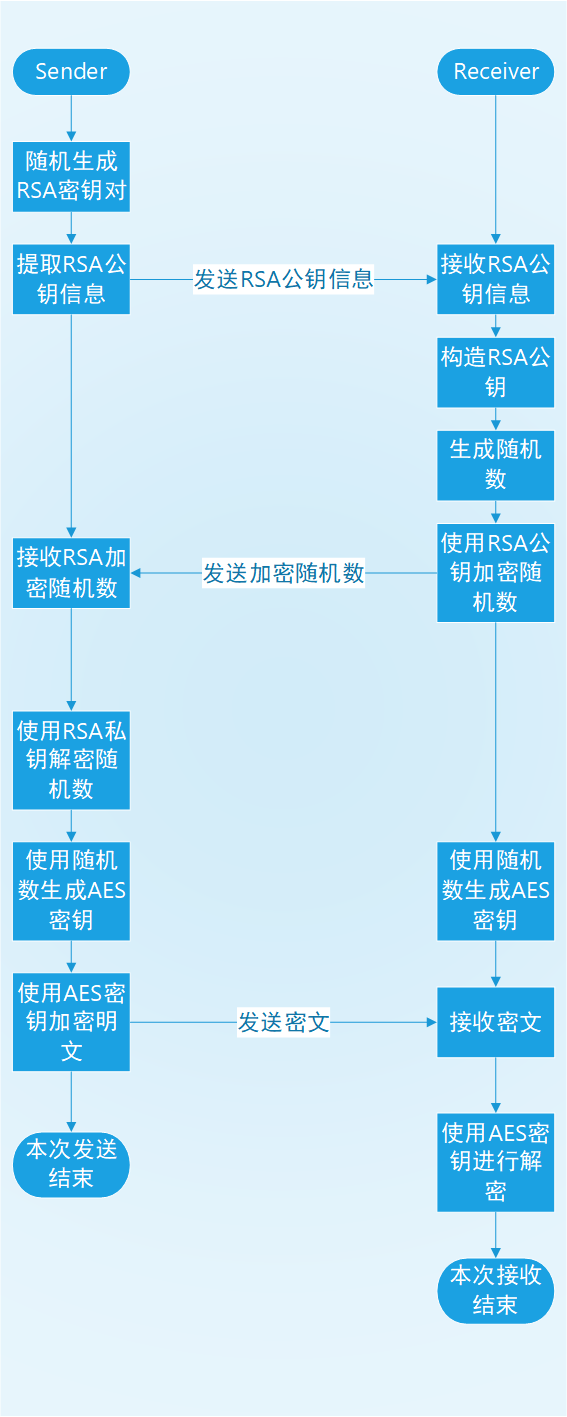 Sender
Receiver
随机生成
RSA密钥对
提取RSA公
钥信息
发送RSA公钥信息
接收RSA公
钥信息
构造RSA公
钥
生成随机
数
使用RSA公
钥加密随
机数
发送加密随机数
接收RSA加
密随机数
使用RSA私
钥解密随
机数
使用随机
数生成AES
密钥
使用随机
数生成AES
密钥
使用AES密
钥加密明
文
发送密文
接收密文
本次发送
结束
使用AES密
钥进行解
密
本次接收
结束